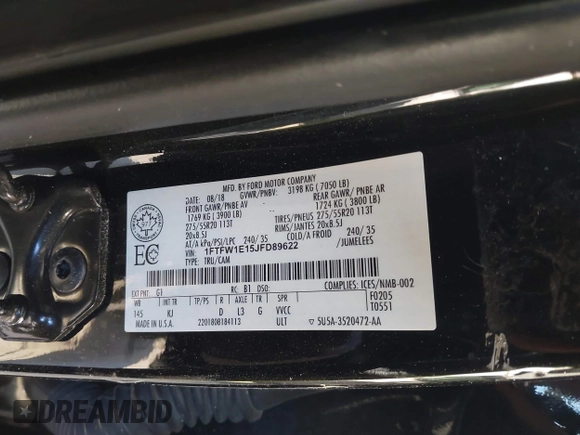 MFD. BY FORD MOTOR COMPANY
DATE: 08/18 GVWR/PNBV: 3198 KG ( 7050 LB)
FRONT GAWR/PNBE AV REAR GAWR/ PNBE AR
1769 KG ( 3900 LB) 1724 KG ( 3800 LB)
275/55R20 113T TIRES/PNEUS 275/55R20 113T
20x8.5J RIMS/JANTES 20x8.5J
AT/A kPa/PSI/LPC 240/ 35 COLD/A FROID 240/ 35
VIN: 1FTFW1E15JFD89622 /JUMELEES
TYPE: TRU/CAM
EC
EXT PNT: G1 RC: B1 DSO: COMPLIES: ICES/NMB-002
WB INT TR TP/PS R AXLE TR SPR F0205
145 KJ D L3 G VVCC T0551
MADE IN U.S.A. 2201808184113 ULT 5U5A-3520472-AA
DREAMBID